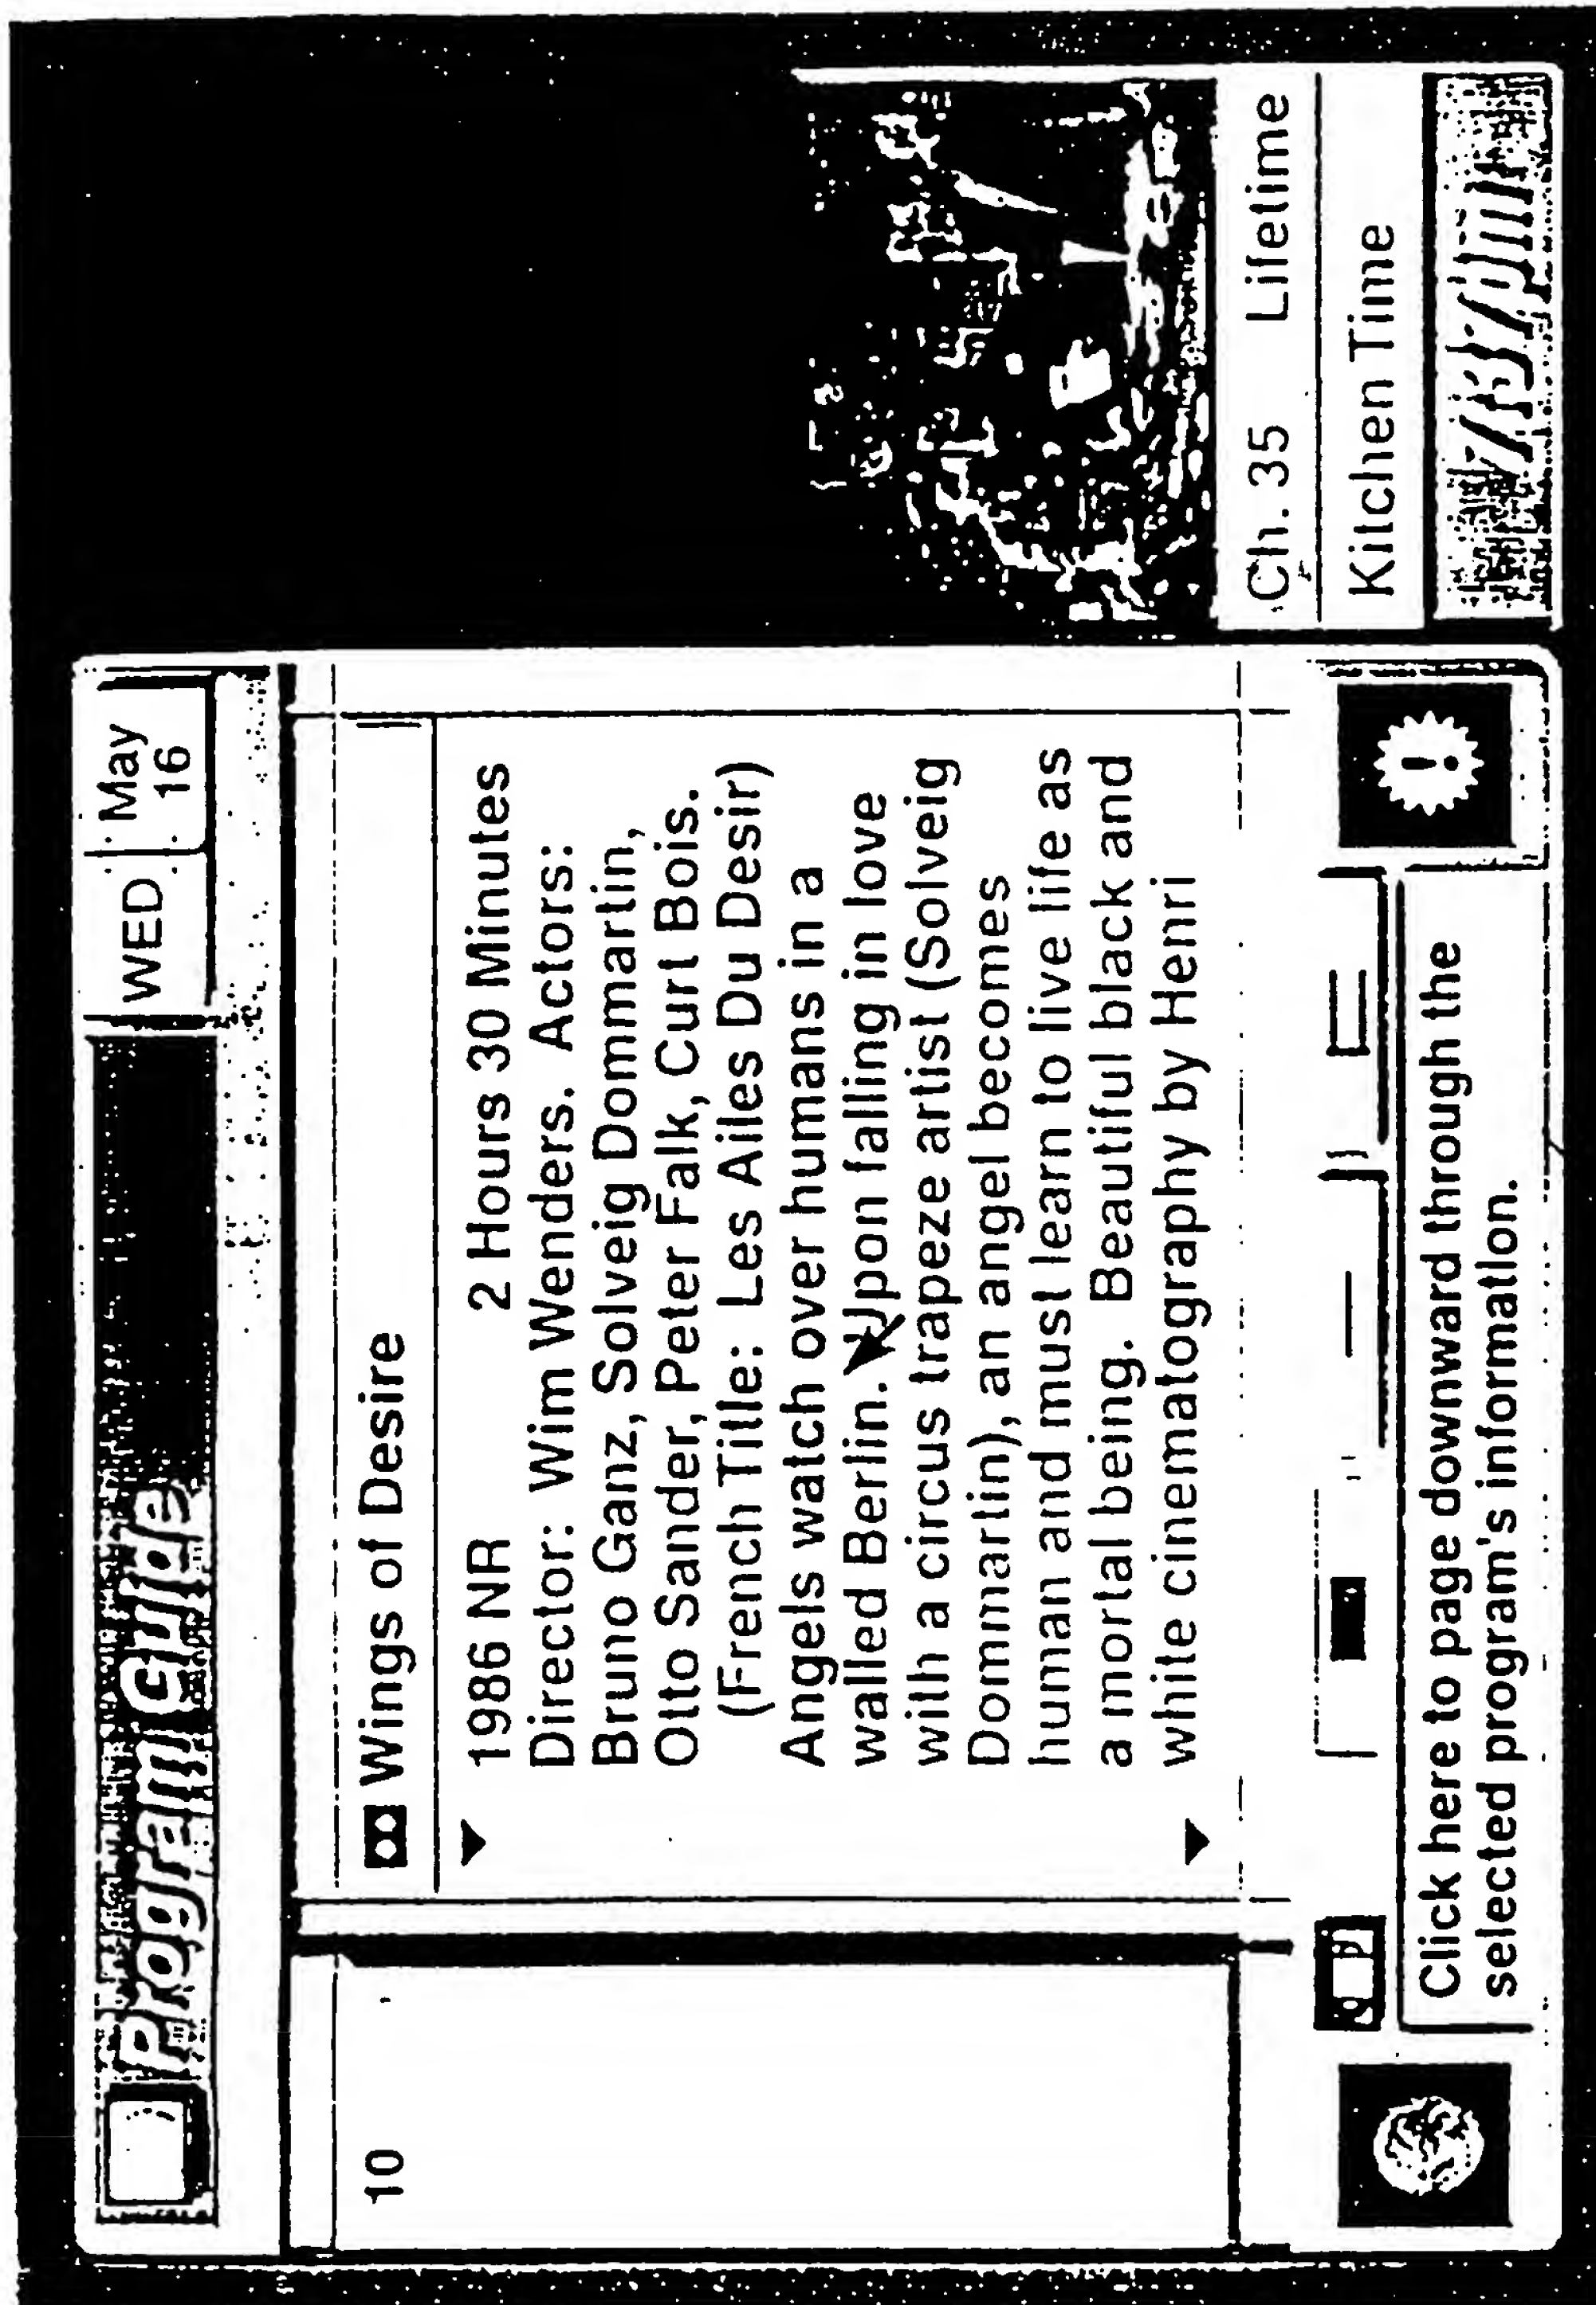 Program Guide
WED May 16
10
Wings of Desire
1986 NR 2 Hours 30 Minutes
Director: Wim Wenders. Actors:
Bruno Ganz, Solveig Dommartin,
Otto Sander, Peter Falk, Curt Bois.
(French Title: Les Ailes Du Desir)
Angels watch over humans in a
walled Berlin. Upon falling in love
with a circus trapeze artist (Solveig
Dommartin), an angel becomes
human and must learn to live life as
a mortal being. Beautiful black and
white cinematography by Henri
!
Click here to page downward through the
selected program's information.
Ch. 35 Lifetime
Kitchen Time